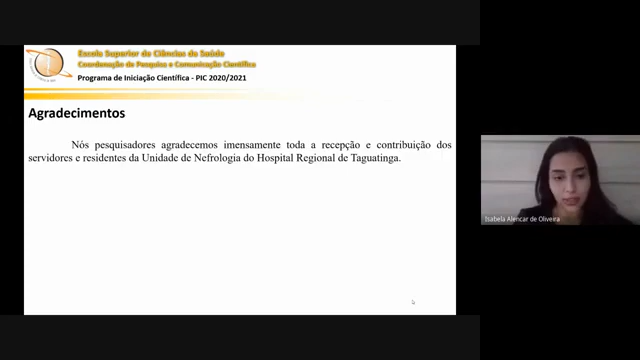 Escola Superior de Ciências da Saúde
Coordenação de Pesquisa e Comunicação Científica
Programa de Iniciação Científica - PIC 2020/2021
Agradecimentos
Nós pesquisadores agradecemos imensamente toda a recepção e contribuição dos
servidores e residentes da Unidade de Nefrologia do Hospital Regional de Taguatinga.
Isabela Alencar de Oliveira